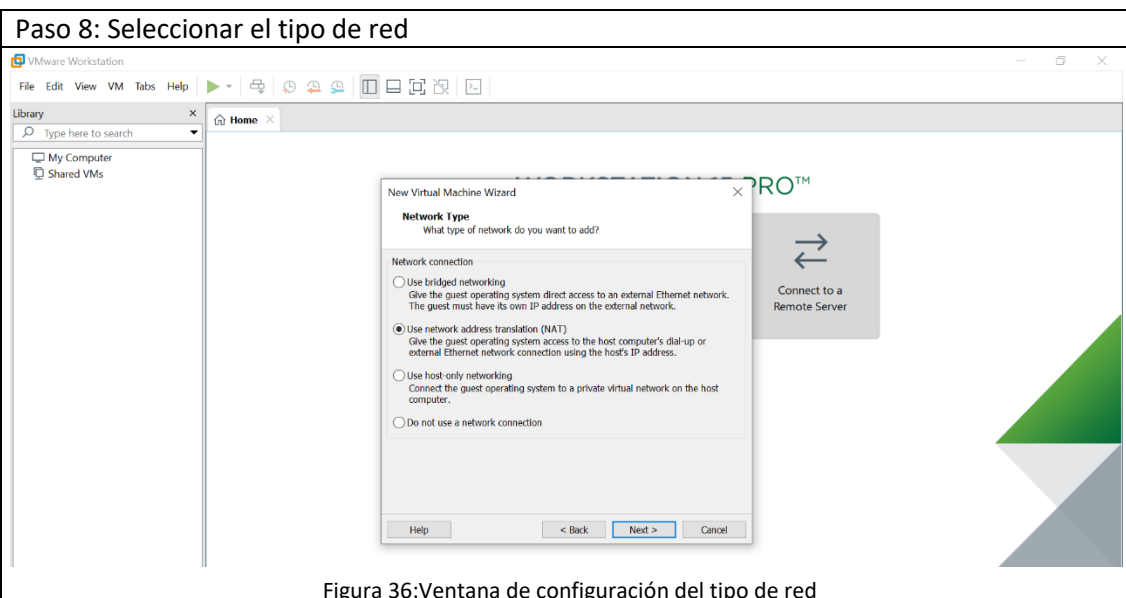 Paso 8: Seleccionar el tipo de red
VMware Workstation
File Edit View VM Tabs Help
Library
Home
Type here to search
My Computer
Shared VMs
PRO™
New Virtual Machine Wizard
Network Type
What type of network do you want to add?
Network connection
Use bridged networking
Give the guest operating system direct access to an external Ethernet network.
The guest must have its own IP address on the external network.
Use network address translation (NAT)
Give the guest operating system access to the host computer's dial-up or
external Ethernet network connection using the host's IP address.
Use host-only networking
Connect the guest operating system to a private virtual network on the host
computer.
Do not use a network connection
Help
< Back
Next >
Cancel
Connect to a
Remote Server
Figura 36:Ventana de configuración del tipo de red